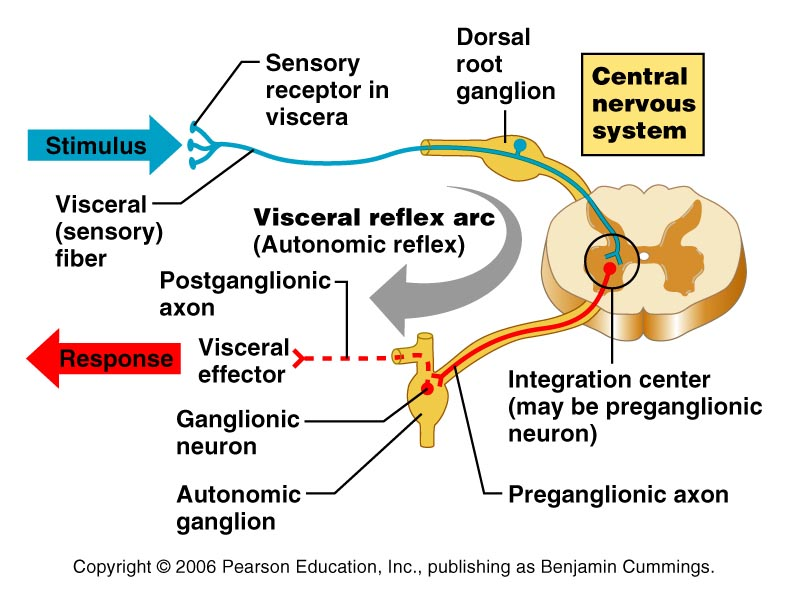 Dorsal
root
ganglion
Sensory
receptor in
viscera
Central
nervous
system
Stimulus
Visceral
(sensory)
fiber
Visceral reflex arc
(Autonomic reflex)
Postganglionic
axon
Response
Visceral
effector
Integration center
(may be preganglionic
neuron)
Ganglionic
neuron
Autonomic
ganglion
Preganglionic axon
Copyright © 2006 Pearson Education, Inc., publishing as Benjamin Cummings.